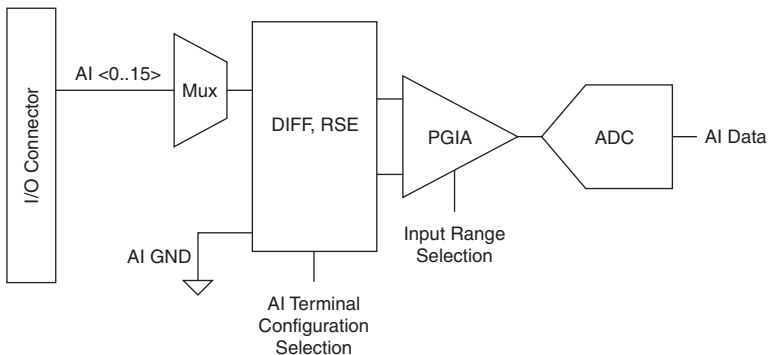 I/O Connector
AI <0..15>
Mux
DIFF, RSE
PGIA
ADC
AI Data
AI GND
Input Range
Selection
AI Terminal
Configuration
Selection